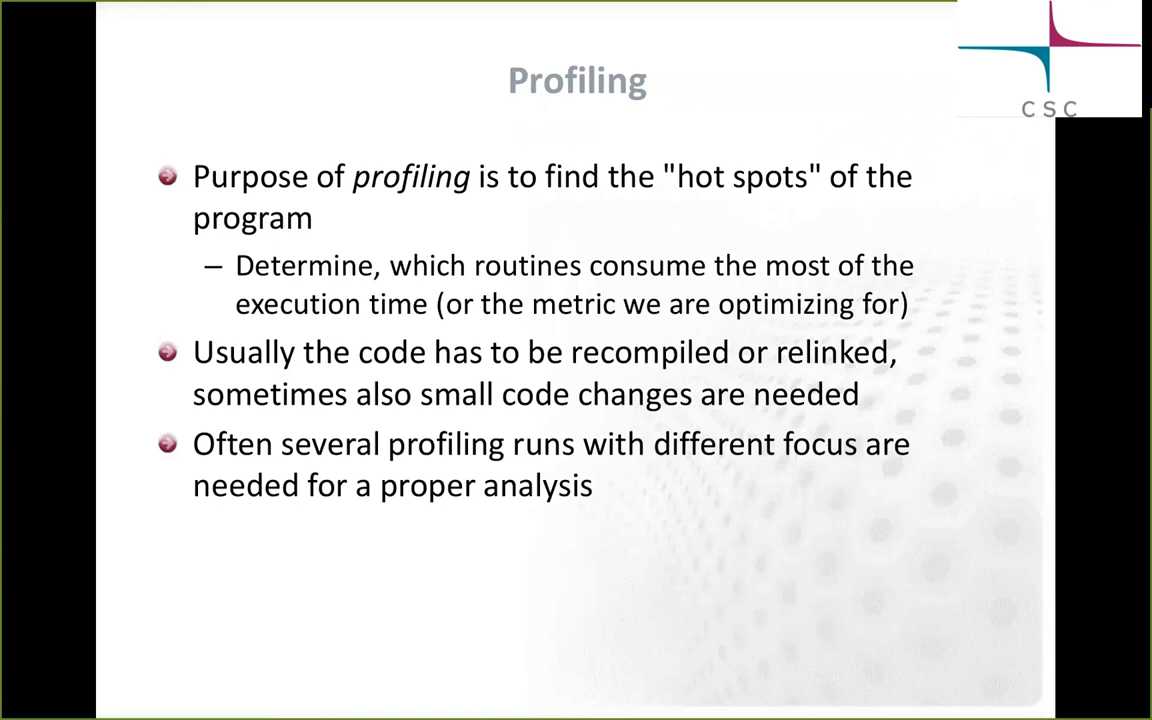 CSC
Profiling
Purpose of profiling is to find the "hot spots" of the
program
– Determine, which routines consume the most of the
execution time (or the metric we are optimizing for)
Usually the code has to be recompiled or relinked,
sometimes also small code changes are needed
Often several profiling runs with different focus are
needed for a proper analysis